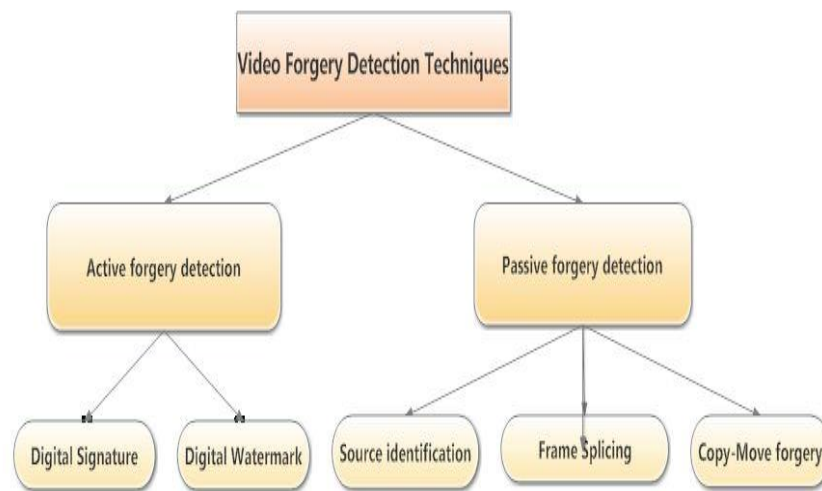 Video Forgery Detection Techniques
Active forgery detection
Passive forgery detection
Digital Signature
Digital Watermark
Source identification
Frame Splicing
Copy-Move forgery